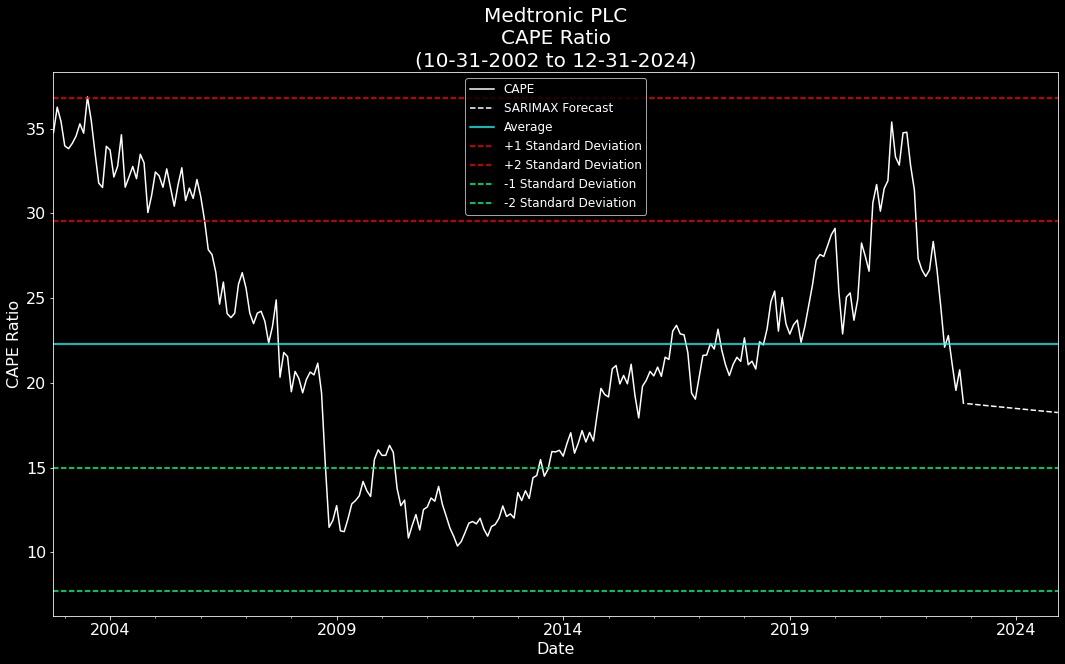 Medtronic PLC
CAPE Ratio
(10-31-2002 to 12-31-2024)
CAPE
SARIMAX Forecast
Average
+1 Standard Deviation
+2 Standard Deviation
-1 Standard Deviation
-2 Standard Deviation
CAPE Ratio
35
30
25
20
15
10
2004
2009
2014
2019
2024
Date